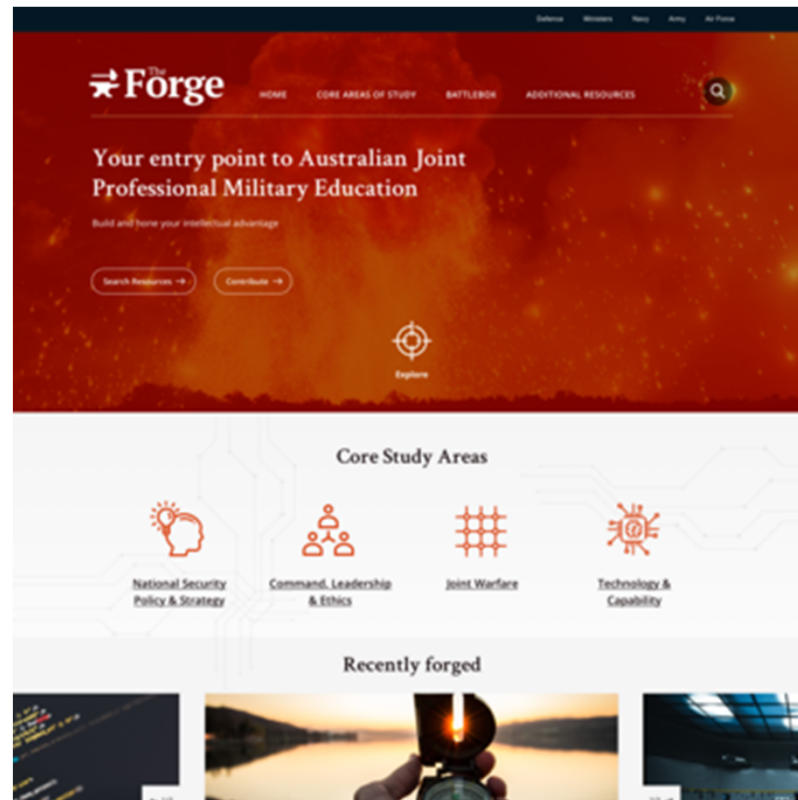 Defence Ministers Navy Army Air Force
The Forge
HOME CORE AREAS OF STUDY BATTLEBOX ADDITIONAL RESOURCES
Your entry point to Australian Joint
Professional Military Education
Build and hone your intellectual advantage
Search Resources → Contribute →
Explore
Core Study Areas
National Security
Policy & Strategy
Command, Leadership
& Ethics
Joint Warfare
Technology &
Capability
Recently forged